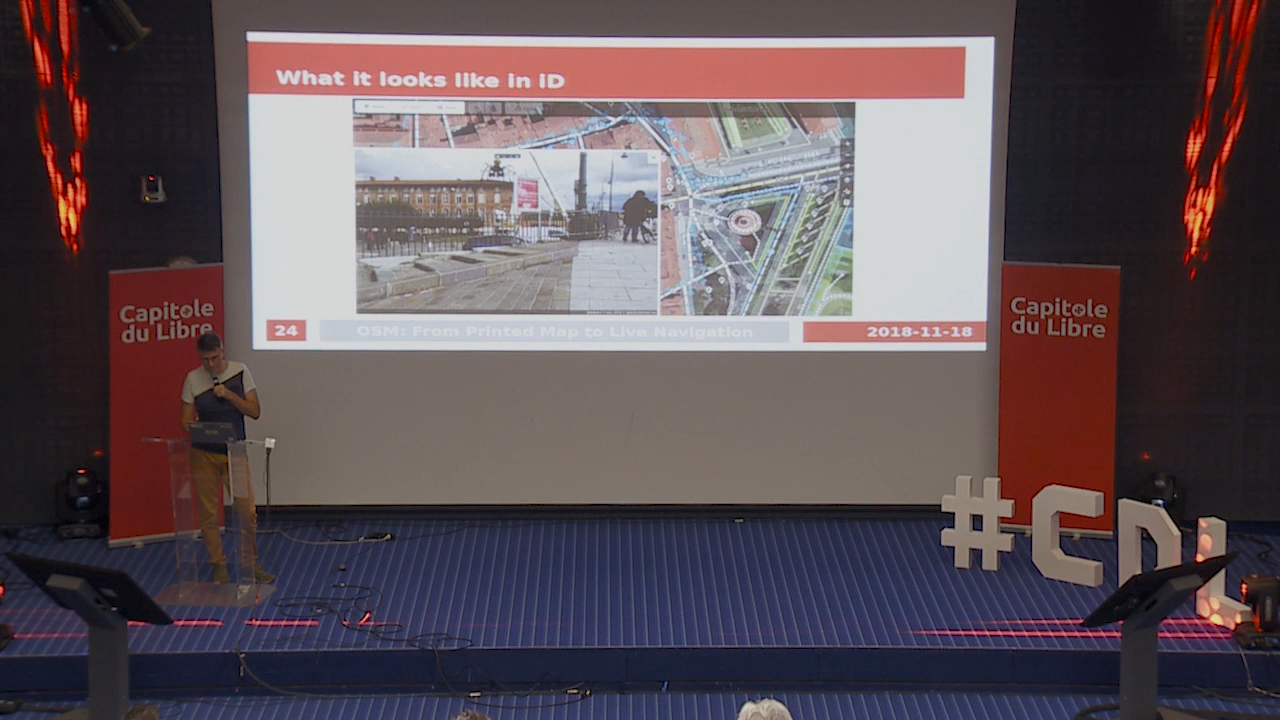 What it looks like in iD
24
OSM: From Printed Map to Live Navigation
2018-11-18
Capitole
du Libre
Capitole
du Libre
#CDL